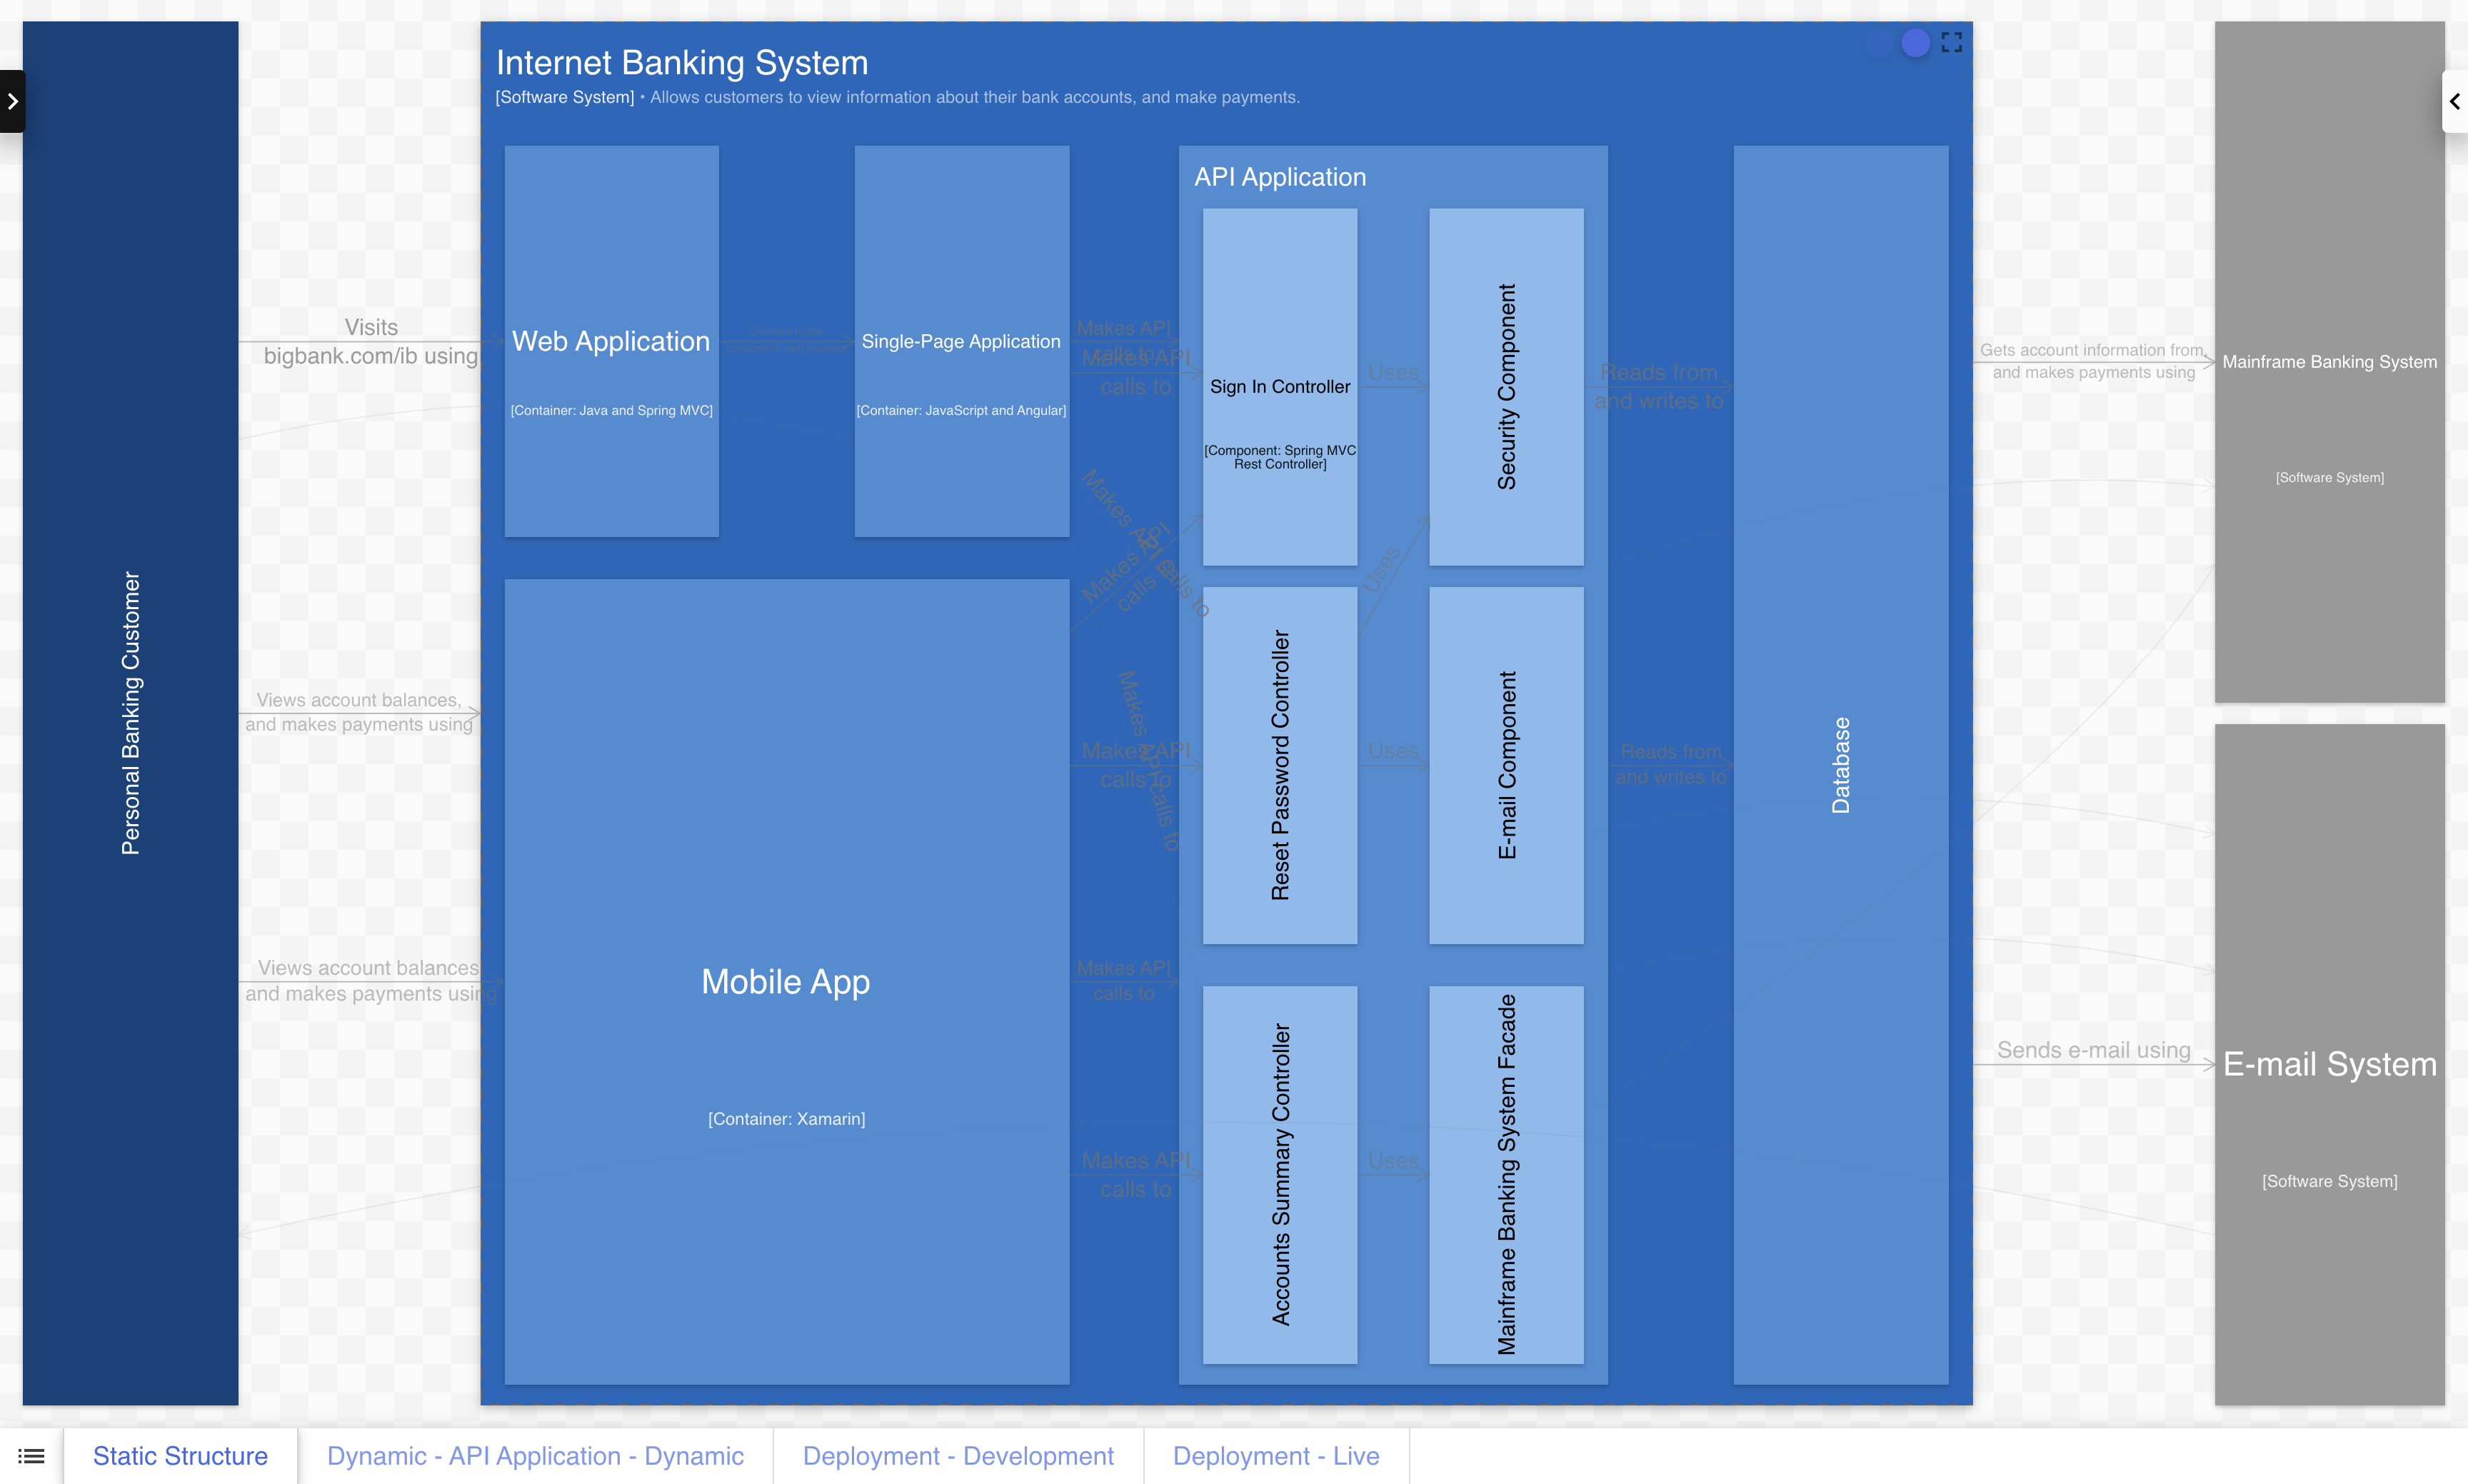 Internet Banking System
[Software System] • Allows customers to view information about their bank accounts, and make payments.
Personal Banking Customer
Visits
bigbank.com/ib using
Views account balances,
and makes payments using
Views account balances
and makes payments using
Web Application
[Container: Java and Spring MVC]
Delivers to the
customer's web browser
Single-Page Application
[Container: JavaScript and Angular]
Mobile App
[Container: Xamarin]
Makes API
calls to
Makes API
calls to
Makes API calls to
Makes API
calls
Makes API calls to
Makes API
calls to
Makes API
calls to
Makes API
calls to
API Application
Sign In Controller
[Component: Spring MVC
Rest Controller]
Uses
Security Component
Reset Password Controller
Uses
Uses
E-mail Component
Accounts Summary Controller
Uses
Mainframe Banking System Facade
Reads from
and writes to
Reads from
and writes to
Database
Gets account information from,
and makes payments using
Mainframe Banking System
[Software System]
Sends e-mail using
E-mail System
[Software System]
Static Structure
Dynamic - API Application - Dynamic
Deployment - Development
Deployment - Live